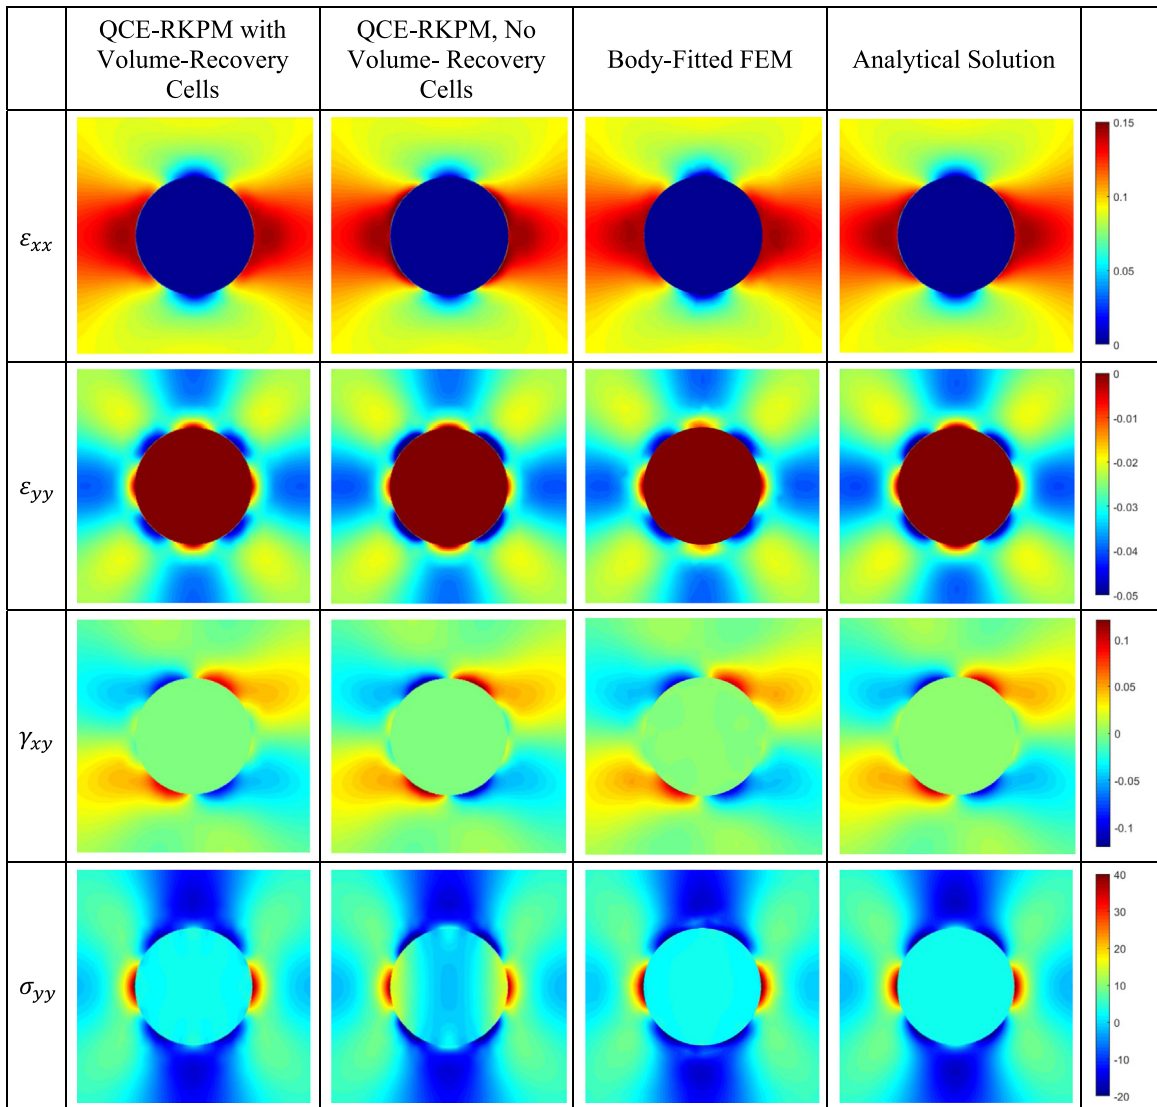 QCE-RKPM with
Volume-Recovery
Cells
QCE-RKPM, No
Volume- Recovery
Cells
Body-Fitted FEM
Analytical Solution
εxx
0.15
0.1
0.05
0
εyy
0
-0.01
-0.02
-0.03
-0.04
-0.05
γxy
0.1
0.05
0
-0.05
-0.1
σyy
40
30
20
10
0
-10
-20